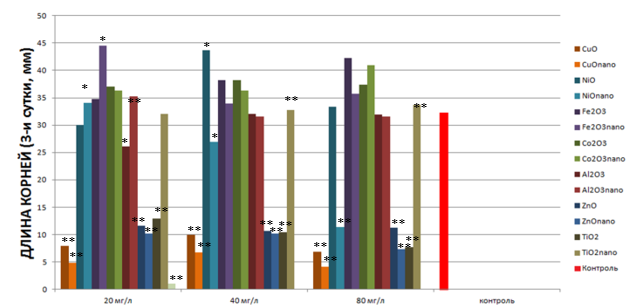 ДЛИНА КОРНЕЙ (3-и сутки, мм)
50
45
40
35
30
25
20
15
10
5
0
20 мг/л
40 мг/л
80 мг/л
контроль
CuO
CuOnano
NiO
NiOnano
Fe2O3
Fe2O3nano
Co2O3
Co2O3nano
Al2O3
Al2O3nano
ZnO
ZnOnano
TiO2
TiO2nano
Контроль